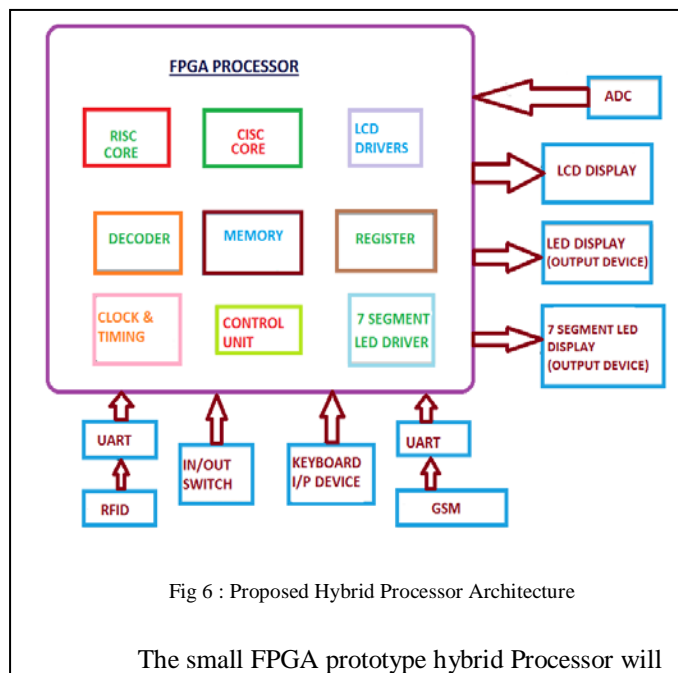 FPGA PROCESSOR
RISC
CORE
CISC
CORE
LCD
DRIVERS
DECODER
MEMORY
REGISTER
CLOCK &
TIMING
CONTROL
UNIT
7 SEGMENT
LED DRIVER
ADC
LCD DISPLAY
LED DISPLAY
(OUTPUT DEVICE)
7 SEGMENT LED
DISPLAY
(OUTPUT DEVICE)
UART
RFID
IN/OUT
SWITCH
KEYBOARD
I/P DEVICE
UART
GSM
Fig 6 : Proposed Hybrid Processor Architecture
The small FPGA prototype hybrid Processor will